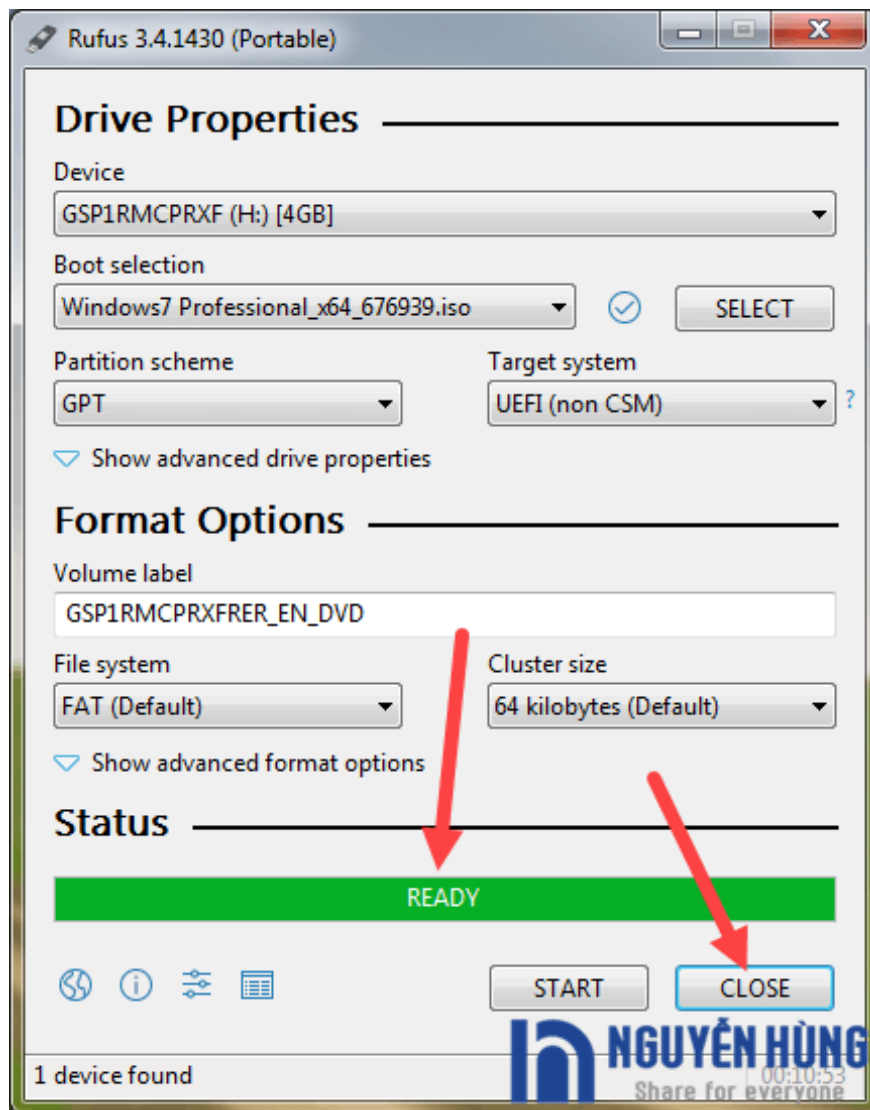 Rufus 3.4.1430 (Portable)
Drive Properties
Device
GSP1RMCPRXF (H:) [4GB]
Boot selection
Windows7 Professional_x64_676939.iso
SELECT
Partition scheme
Target system
GPT
UEFI (non CSM)
?
Show advanced drive properties
Format Options
Volume label
GSP1RMCPRXFRER_EN_DVD
File system
Cluster size
FAT (Default)
64 kilobytes (Default)
Show advanced format options
Status
READY
START
CLOSE
NGUYỄN HÙNG
Share for everyone
1 device found
00:10:53